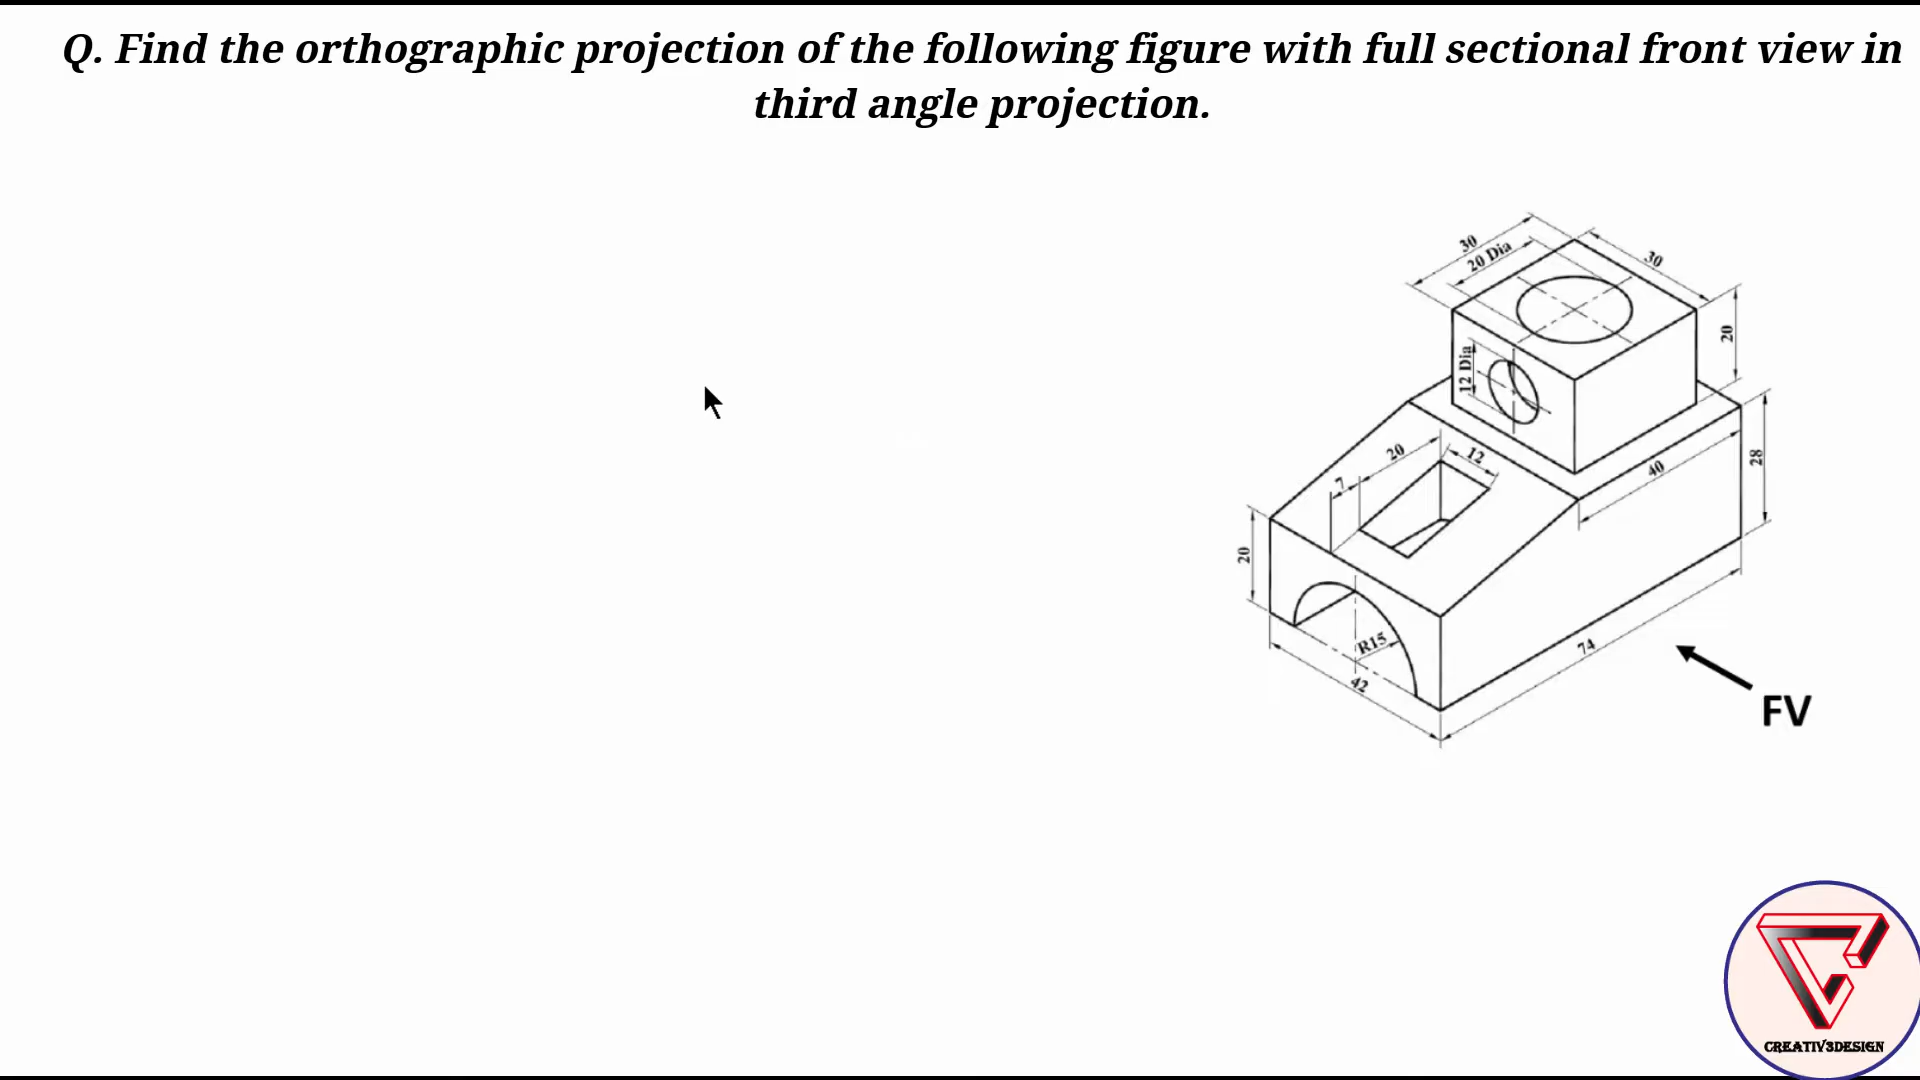 Q. Find the orthographic projection of the following figure with full sectional front view in
third angle projection.
30
20 Dia
30
20
12 Dia
20
12
7
40
28
20
R15
42
74
FV
CREATIV3DESIGN